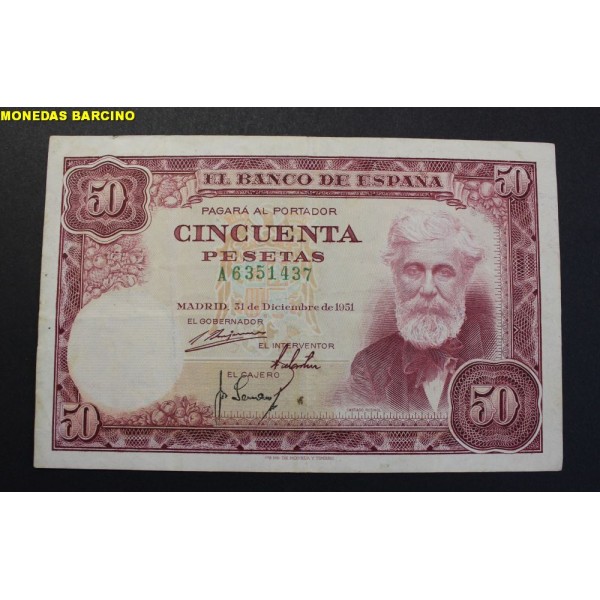 MONEDAS BARCINO
50
EL BANCO DE ESPAÑA
50
PAGARÁ AL PORTADOR
CINCUENTA
PESETAS
A6351437
MADRID, 31 de Diciembre de 1951
EL GOBERNADOR
EL INTERVENTOR
EL CAJERO
50
50